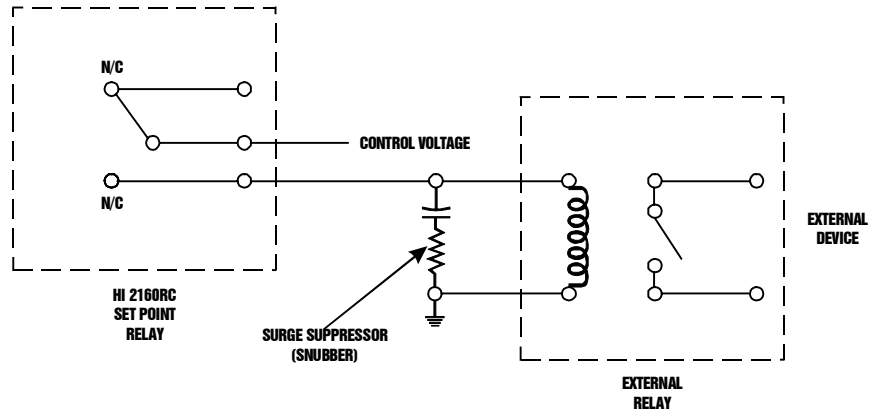 N/C
CONTROL VOLTAGE
N/C
EXTERNAL
DEVICE
HI 2160RC
SET POINT
RELAY
SURGE SUPPRESSOR
(SNUBBER)
EXTERNAL
RELAY